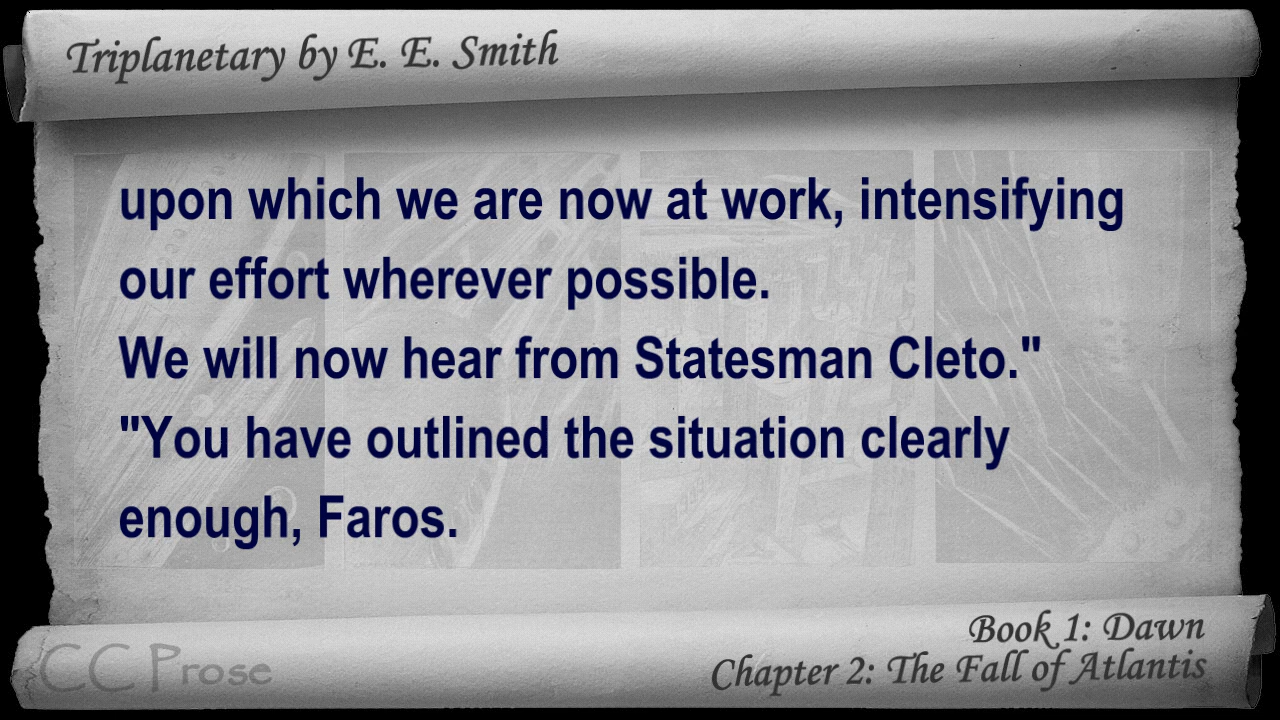 Triplanetary by E. E. Smith
upon which we are now at work, intensifying
our effort wherever possible.
We will now hear from Statesman Cleto."
"You have outlined the situation clearly
enough, Faros.
Book 1: Dawn
Chapter 2: The Fall of Atlantis
CC Prose